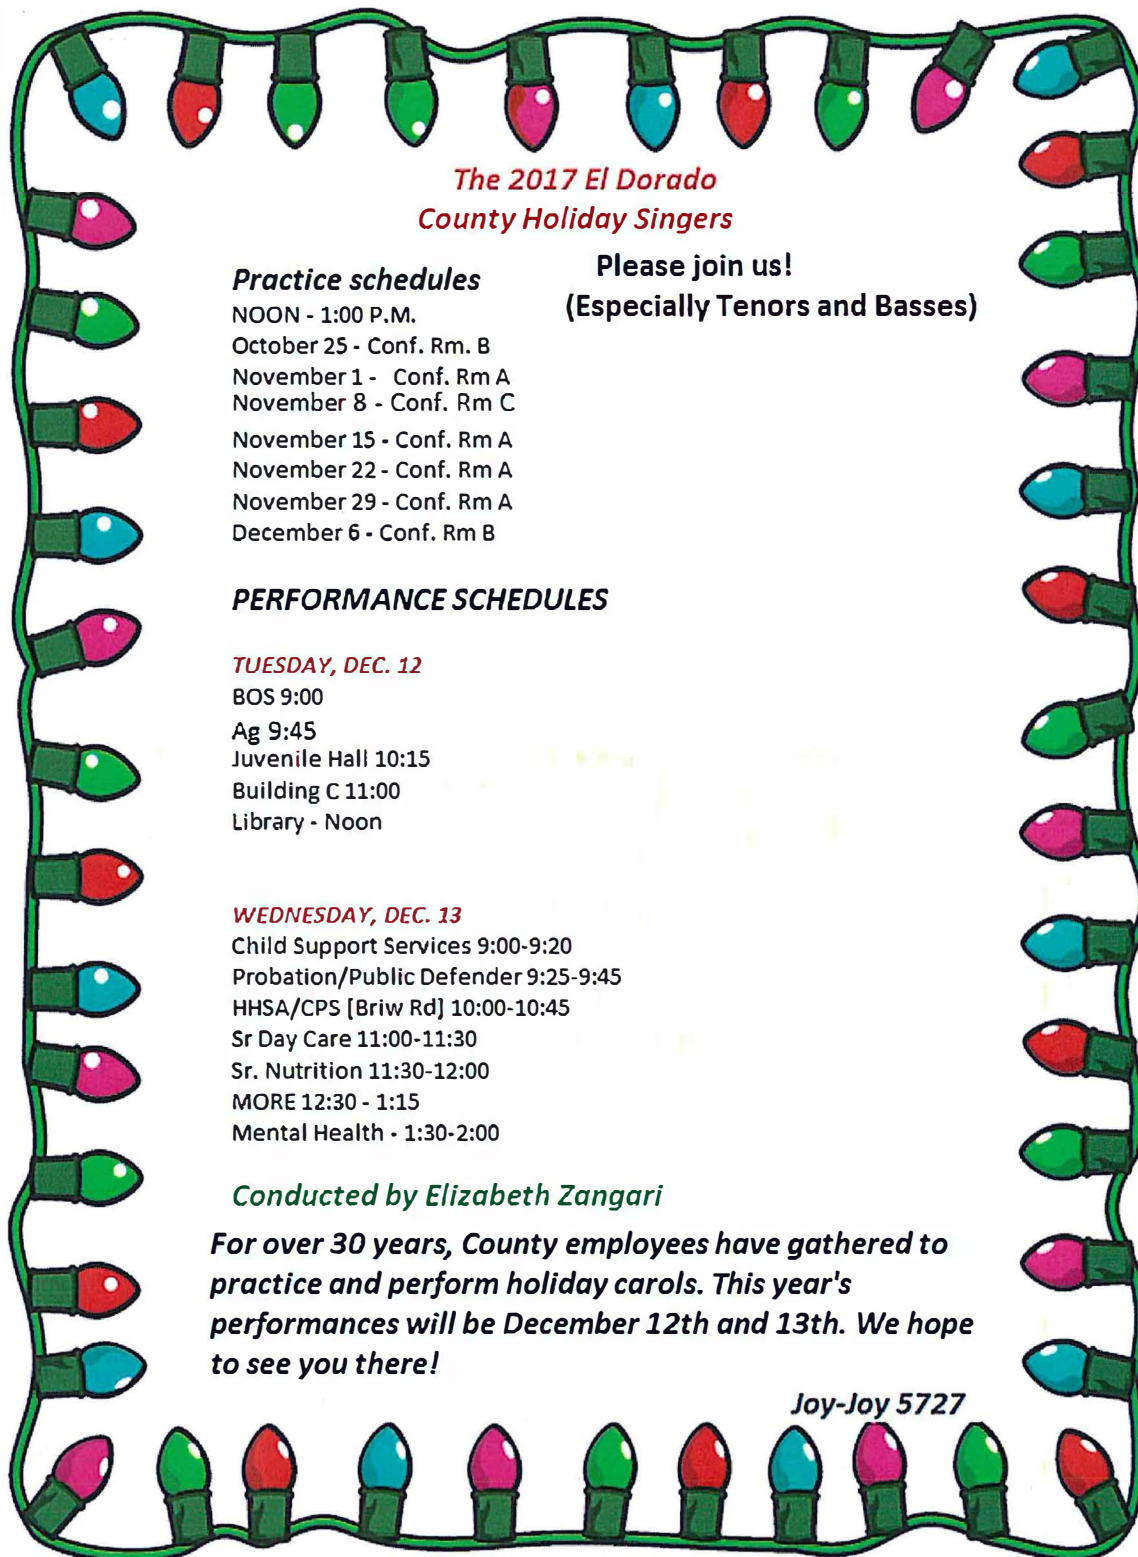 The 2017 El Dorado
County Holiday Singers
Please join us!
(Especially Tenors and Basses)
Practice schedules
NOON - 1:00 P.M.
October 25 - Conf. Rm. B
November 1 - Conf. Rm A
November 8 - Conf. Rm C
November 15 - Conf. Rm A
November 22 - Conf. Rm A
November 29 - Conf. Rm A
December 6 - Conf. Rm B
PERFORMANCE SCHEDULES
TUESDAY, DEC. 12
BOS 9:00
Ag 9:45
Juvenile Hall 10:15
Building C 11:00
Library - Noon
WEDNESDAY, DEC. 13
Child Support Services 9:00-9:20
Probation/Public Defender 9:25-9:45
HHSA/CPS [Briw Rd] 10:00-10:45
Sr Day Care 11:00-11:30
Sr. Nutrition 11:30-12:00
MORE 12:30 - 1:15
Mental Health - 1:30-2:00
Conducted by Elizabeth Zangari
For over 30 years, County employees have gathered to
practice and perform holiday carols. This year's
performances will be December 12th and 13th. We hope
to see you there!
Joy-Joy 5727